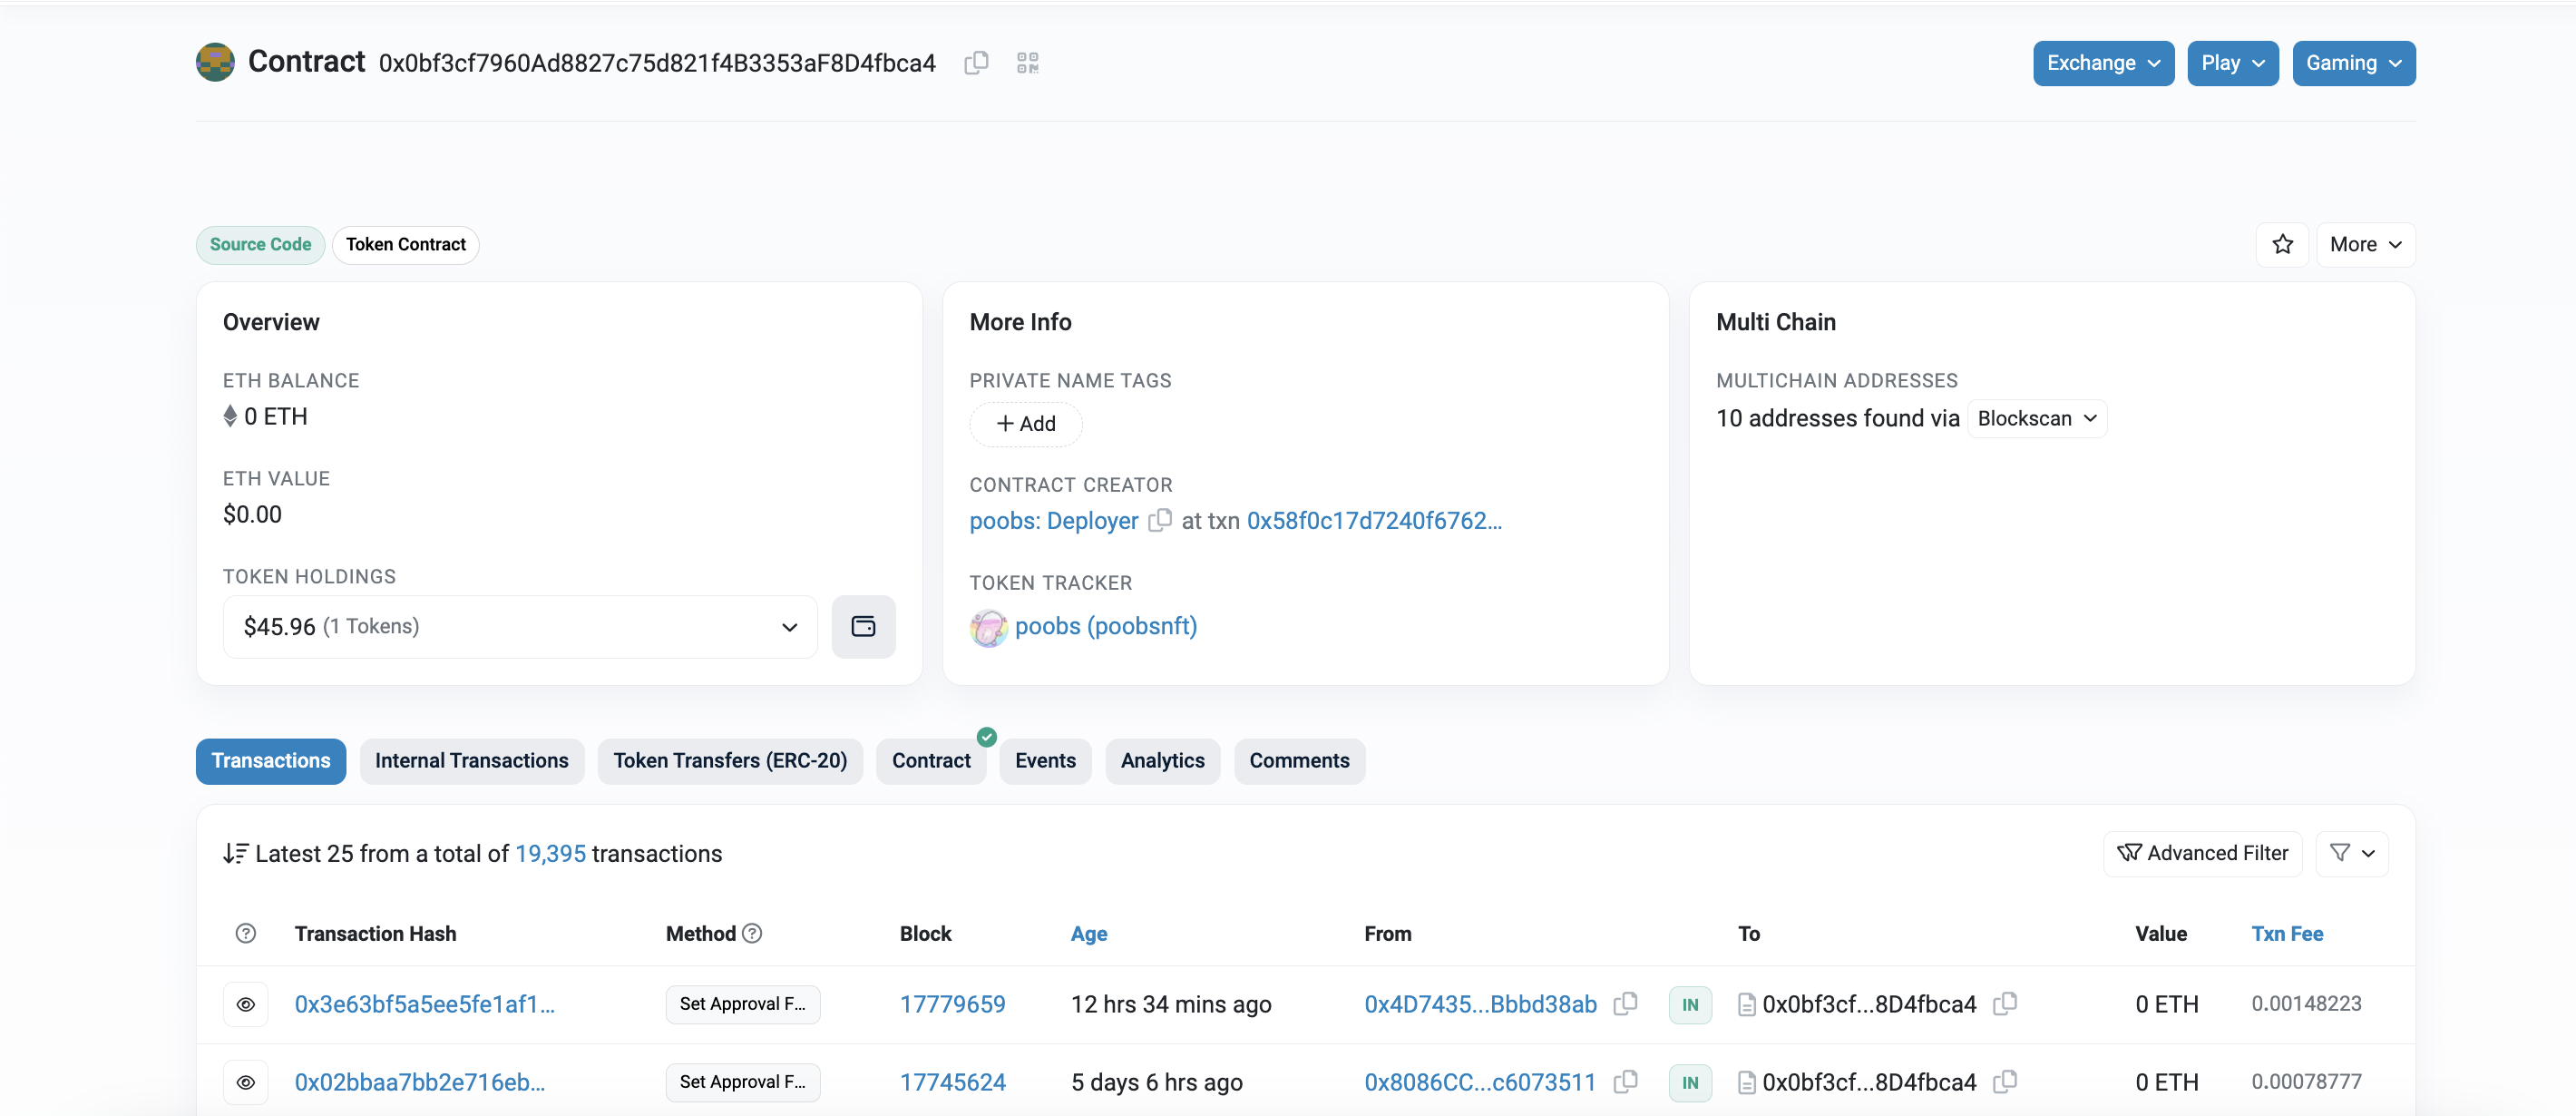 Contract 0x0bf3cf7960Ad8827c75d821f4B3353aF8D4fbca4
Exchange Play Gaming
Source Code Token Contract
More
Overview
ETH BALANCE
0 ETH
ETH VALUE
$0.00
TOKEN HOLDINGS
$45.96 (1 Tokens)
More Info
PRIVATE NAME TAGS
+ Add
CONTRACT CREATOR
poobs: Deployer at txn 0x58f0c17d7240f6762...
TOKEN TRACKER
poobs (poobsnft)
Multi Chain
MULTICHAIN ADDRESSES
10 addresses found via Blockscan
Transactions Internal Transactions Token Transfers (ERC-20) Contract Events Analytics Comments
Latest 25 from a total of 19,395 transactions
Advanced Filter
Transaction Hash Method Block Age From To Value Txn Fee
0x3e63bf5a5ee5fe1af1... Set Approval F... 17779659 12 hrs 34 mins ago 0x4D7435...Bbbd38ab IN 0x0bf3cf...8D4fbca4 0 ETH 0.00148223
0x02bbaa7bb2e716eb... Set Approval F... 17745624 5 days 6 hrs ago 0x8086CC...c6073511 IN 0x0bf3cf...8D4fbca4 0 ETH 0.00078777